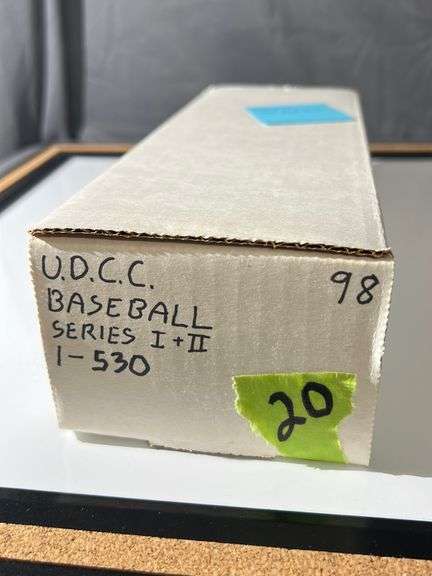 U.D.C.C.
98
BASEBALL
SERIES I + II
1-530
20